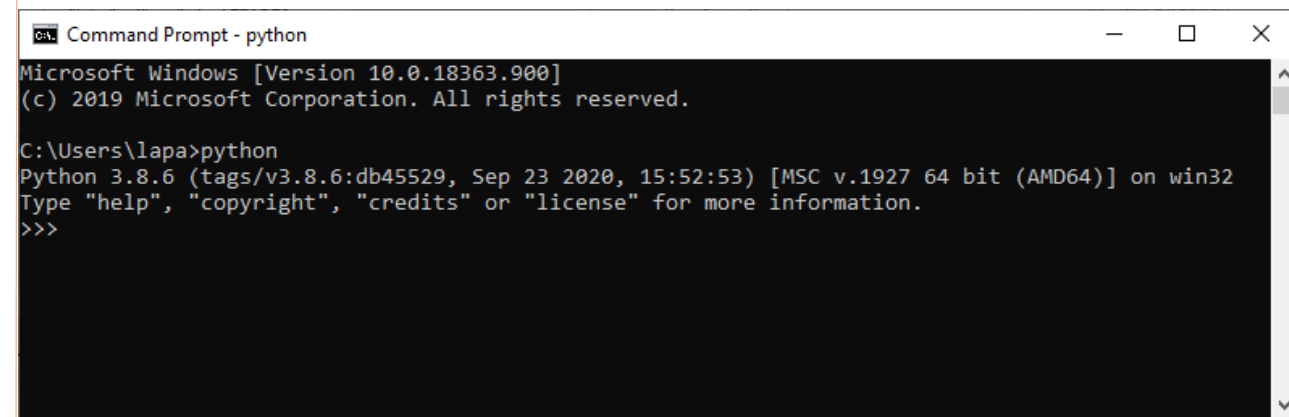 Command Prompt - python
Microsoft Windows [Version 10.0.18363.900]
(c) 2019 Microsoft Corporation. All rights reserved.
C:\Users\lapa>python
Python 3.8.6 (tags/v3.8.6:db45529, Sep 23 2020, 15:52:53) [MSC v.1927 64 bit (AMD64)] on win32
Type "help", "copyright", "credits" or "license" for more information.
>>>